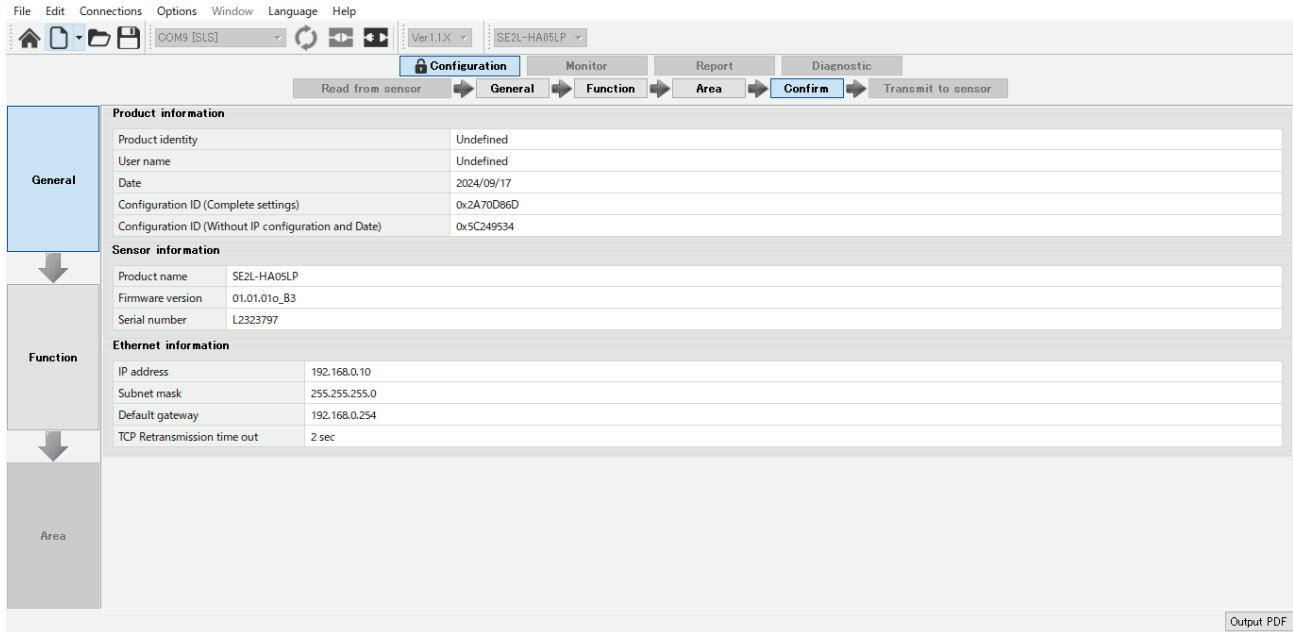 File Edit Connections Options Window Language Help
COM9 [SLS] Ver1.1X SE2L-HA05LP
Configuration Monitor Report Diagnostic
Read from sensor General Function Area Confirm Transmit to sensor
General
Function
Area
Product information
Product identity Undefined
User name Undefined
Date 2024/09/17
Configuration ID (Complete settings) 0x2A70D86D
Configuration ID (Without IP configuration and Date) 0x5C249534
Sensor information
Product name SE2L-HA05LP
Firmware version 01.01.01o_B3
Serial number L2323797
Ethernet information
IP address 192.168.0.10
Subnet mask 255.255.255.0
Default gateway 192.168.0.254
TCP Retransmission time out 2 sec
Output PDF